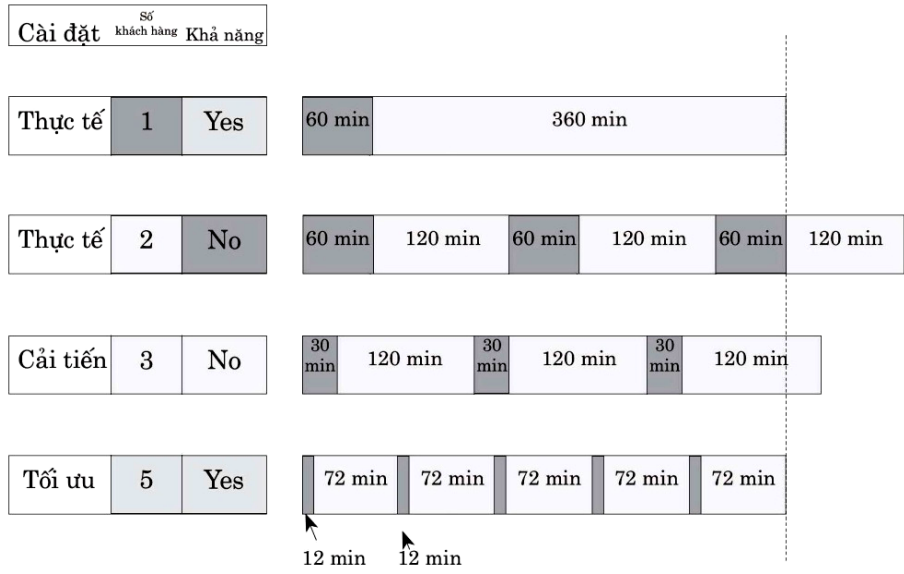 Cài đặt Số khách hàng Khả năng
Thực tế 1 Yes 60 min 360 min
Thực tế 2 No 60 min 120 min 60 min 120 min 60 min 120 min
Cải tiến 3 No 30 min 120 min 30 min 120 min 30 min 120 min
Tối ưu 5 Yes 72 min 72 min 72 min 72 min 72 min
12 min 12 min